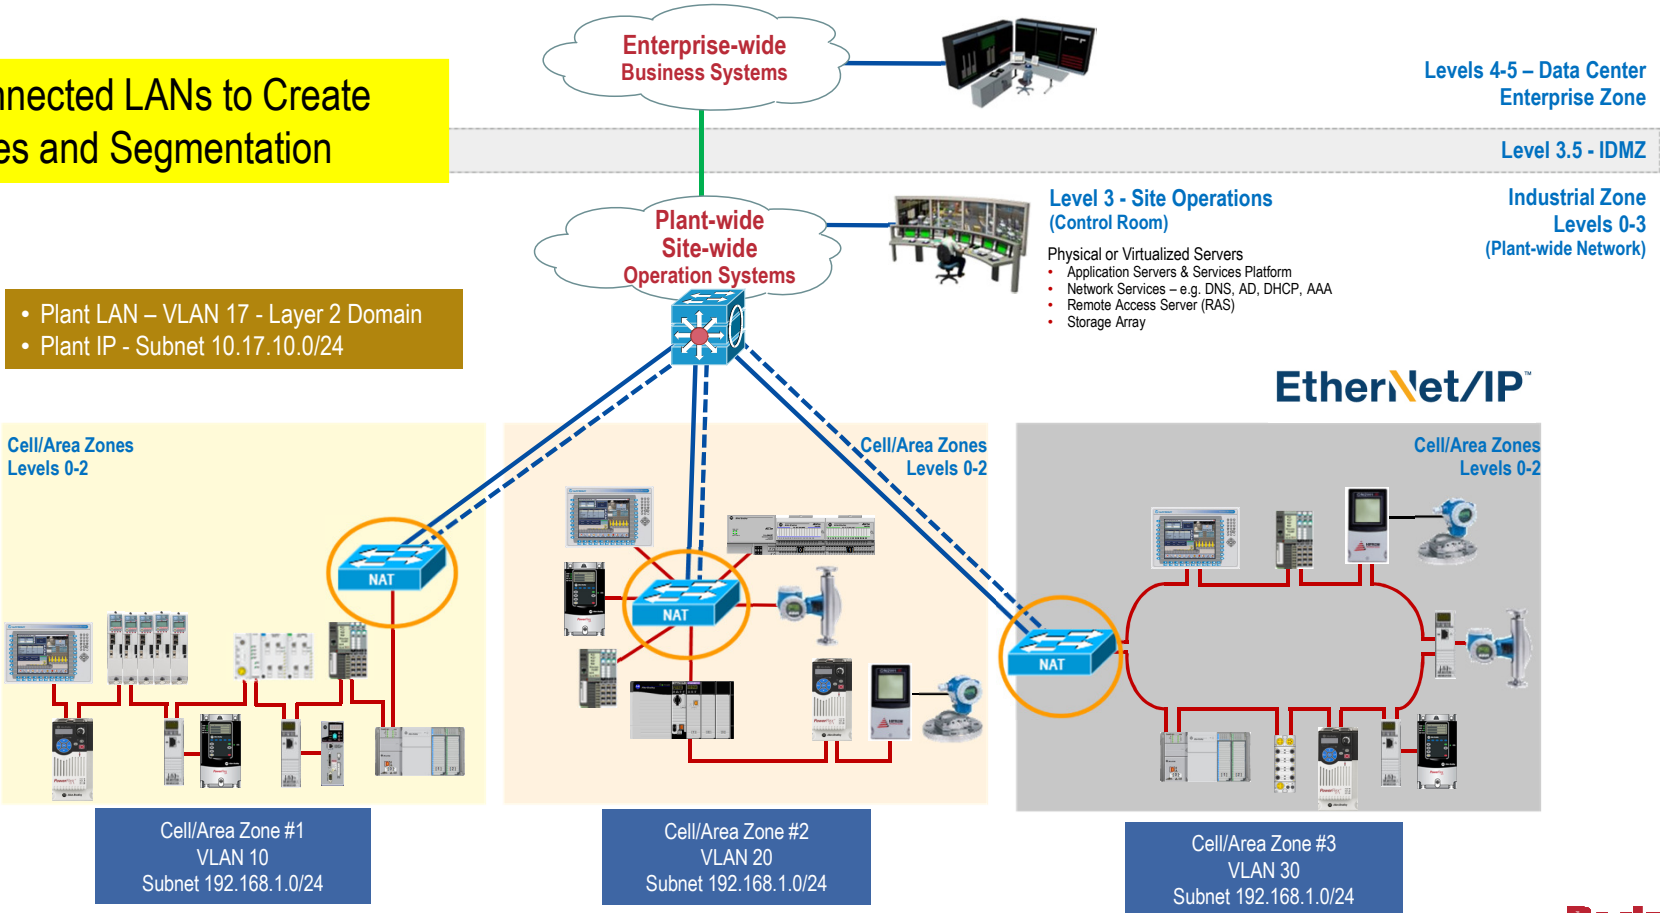 Enterprise-wide
Business Systems
Levels 4-5 – Data Center
Enterprise Zone
LANs to Create
and Segmentation
Level 3.5 - IDMZ
Plant-wide
Site-wide
Operation Systems
Level 3 - Site Operations
(Control Room)
Physical or Virtualized Servers
• Application Servers & Services Platform
• Network Services – e.g. DNS, AD, DHCP, AAA
• Remote Access Server (RAS)
• Storage Array
Industrial Zone
Levels 0-3
(Plant-wide Network)
• Plant LAN – VLAN 17 - Layer 2 Domain
• Plant IP - Subnet 10.17.10.0/24
EtherNet/IP™
Cell/Area Zones
Levels 0-2
Cell/Area Zones
Levels 0-2
Cell/Area Zones
Levels 0-2
NAT
NAT
NAT
Cell/Area Zone #1
VLAN 10
Subnet 192.168.1.0/24
Cell/Area Zone #2
VLAN 20
Subnet 192.168.1.0/24
Cell/Area Zone #3
VLAN 30
Subnet 192.168.1.0/24